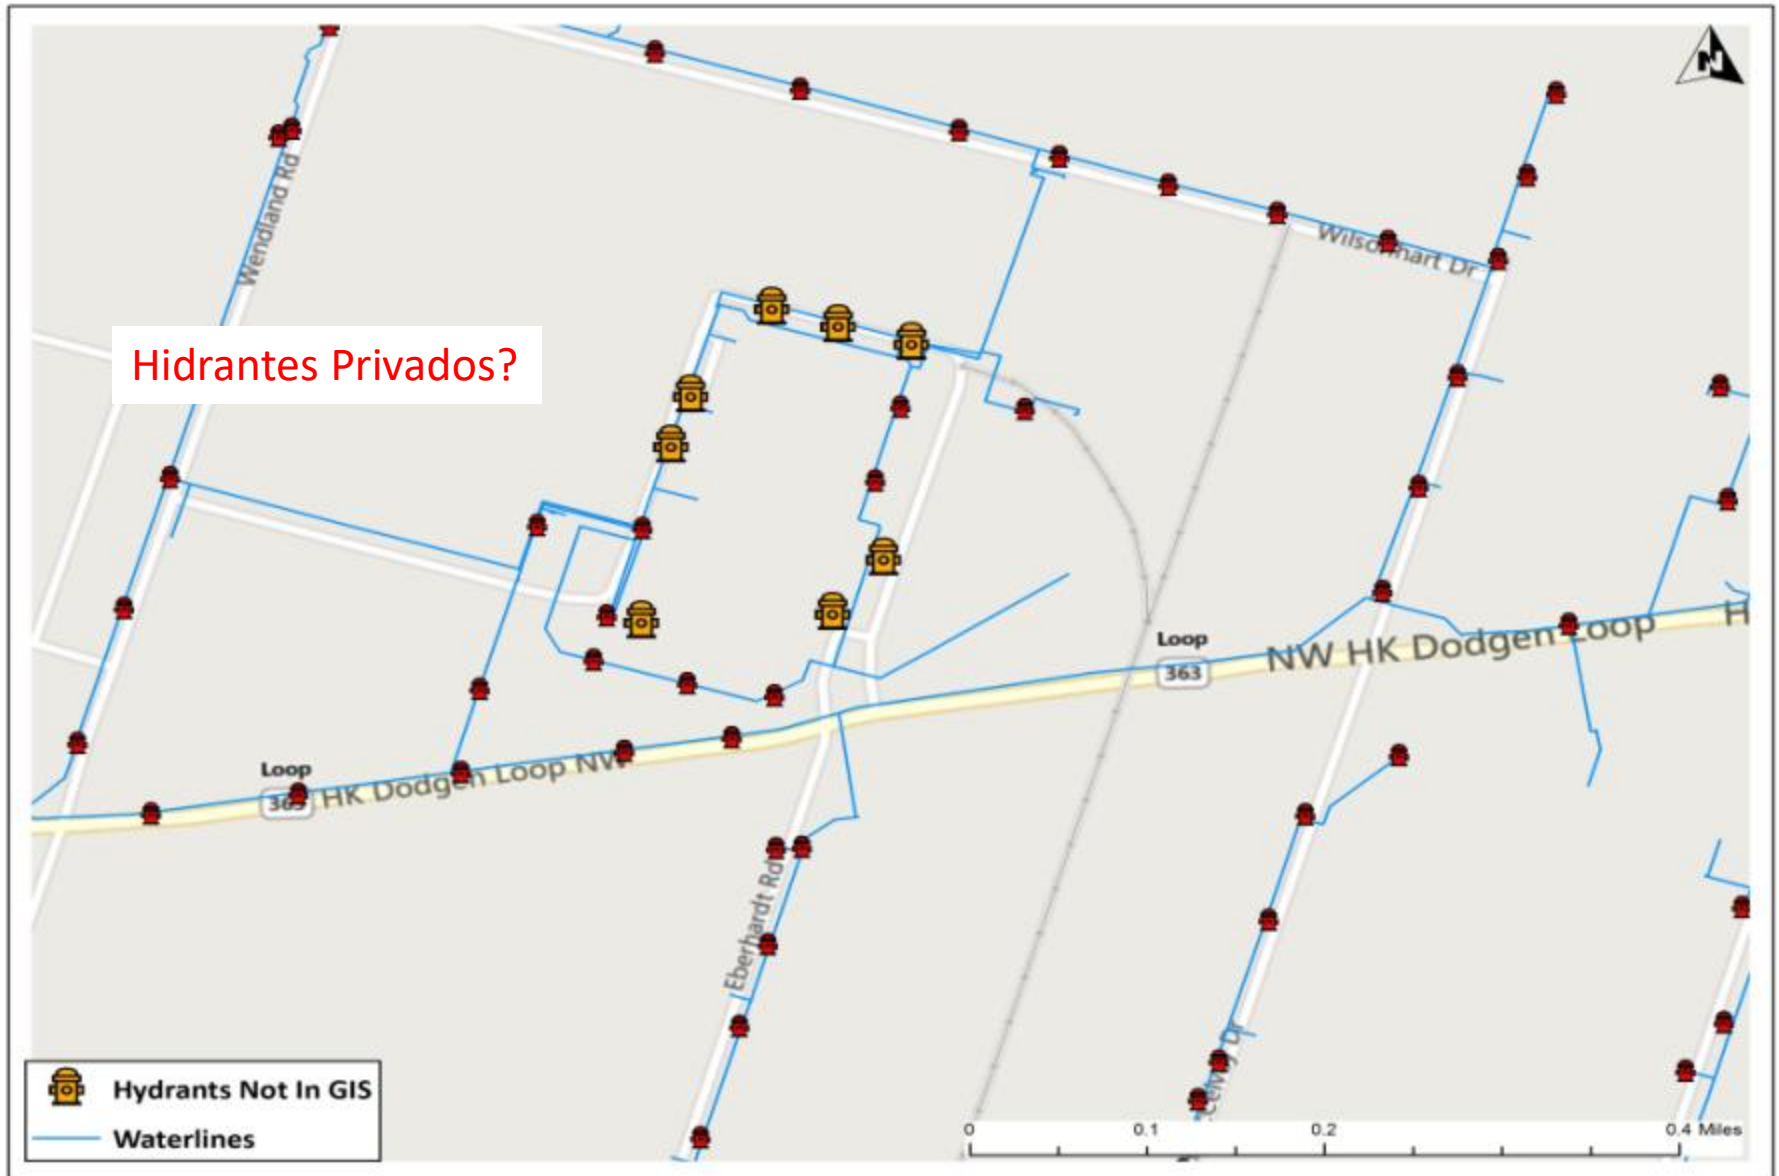 N
Wendland Rd
Wilsonhart Dr
Hidrantes Privados?
Loop
363
NW HK Dodgen Loop
H
Loop
363
HK Dodgen Loop NW
Eberhardt Rd
Hydrants Not In GIS
Waterlines
0
0.1
0.2
0.4 Miles